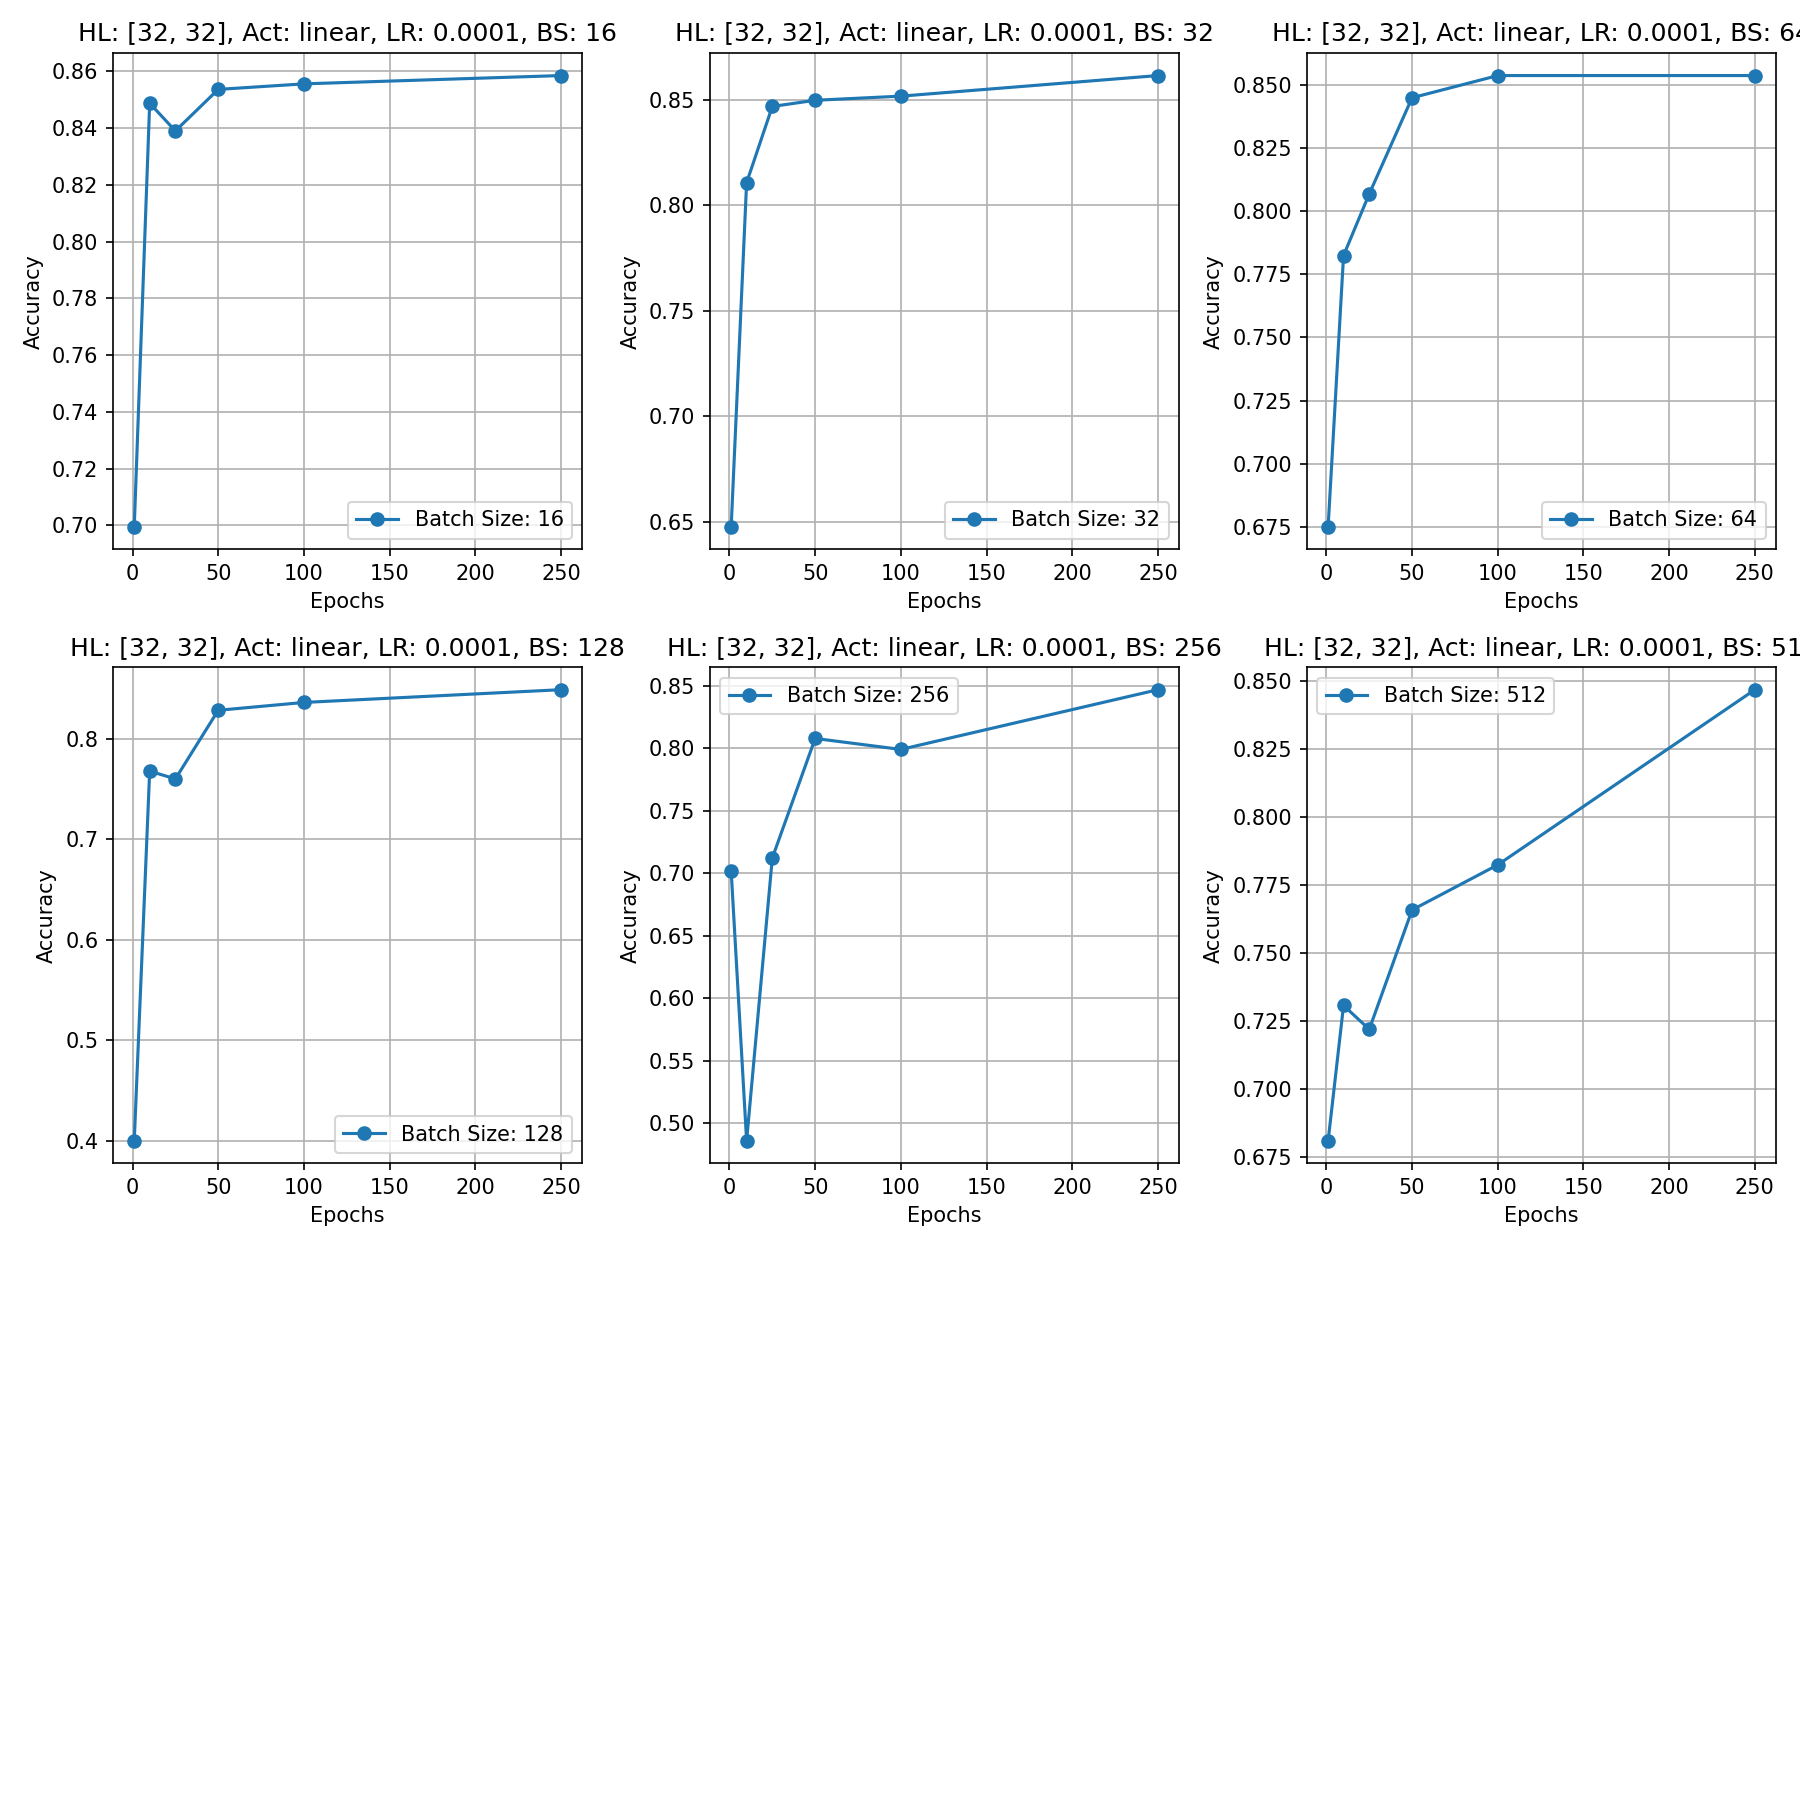 HL: [32, 32], Act: linear, LR: 0.0001, BS: 16
0.86
0.84
0.82
0.80
0.78
0.76
0.74
0.72
0.70
Accuracy
Batch Size: 16
0 50 100 150 200 250
Epochs
HL: [32, 32], Act: linear, LR: 0.0001, BS: 32
0.85
0.80
0.75
0.70
0.65
Accuracy
Batch Size: 32
0 50 100 150 200 250
Epochs
HL: [32, 32], Act: linear, LR: 0.0001, BS: 64
0.850
0.825
0.800
0.775
0.750
0.725
0.700
0.675
Accuracy
Batch Size: 64
0 50 100 150 200 250
Epochs
HL: [32, 32], Act: linear, LR: 0.0001, BS: 128
0.8
0.7
0.6
0.5
0.4
Accuracy
Batch Size: 128
0 50 100 150 200 250
Epochs
HL: [32, 32], Act: linear, LR: 0.0001, BS: 256
Batch Size: 256
0.85
0.80
0.75
0.70
0.65
0.60
0.55
0.50
Accuracy
0 50 100 150 200 250
Epochs
HL: [32, 32], Act: linear, LR: 0.0001, BS: 51
Batch Size: 512
0.850
0.825
0.800
0.775
0.750
0.725
0.700
0.675
Accuracy
0 50 100 150 200 250
Epochs